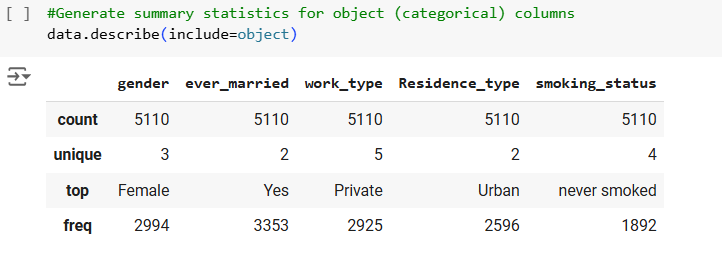 [ ] #Generate summary statistics for object (categorical) columns
data.describe(include=object)
gender ever_married work_type Residence_type smoking_status
count 5110 5110 5110 5110 5110
unique 3 2 5 2 4
top Female Yes Private Urban never smoked
freq 2994 3353 2925 2596 1892